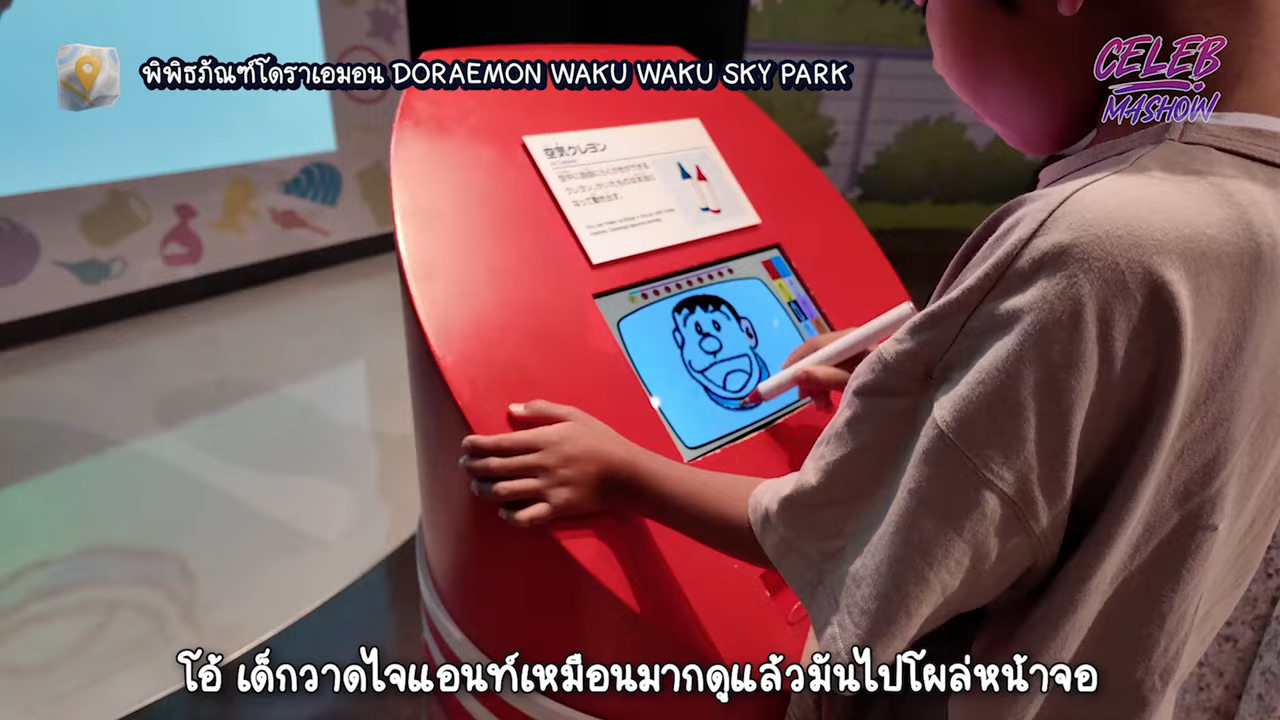 พิพิธภัณฑ์โดราเอมอน DORAEMON WAKU WAKU SKY PARK
CELEB
MASHOW
空気クレヨン
โอ้ เด็กวาดไจแอนท์เหมือนมากดูแล้วมันไปโผล่หน้าจอ